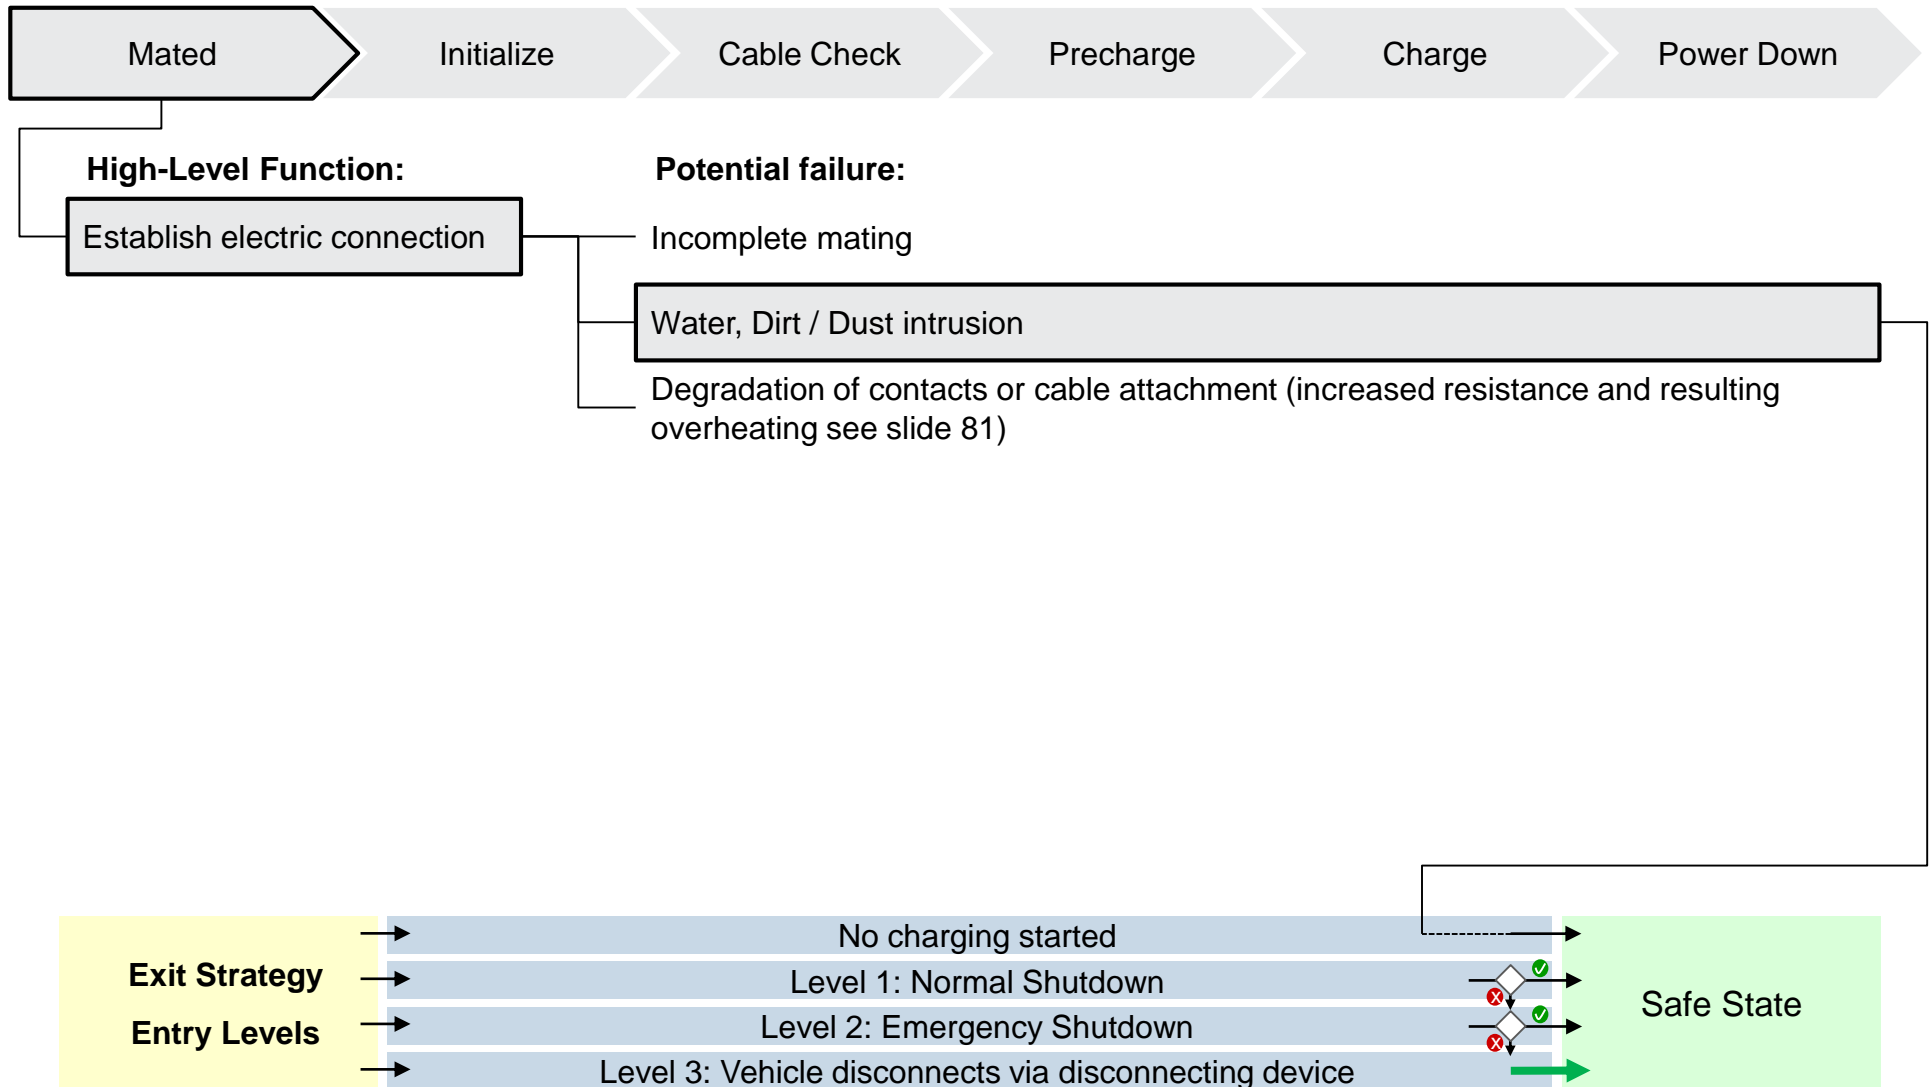 Mated
Initialize
Cable Check
Precharge
Charge
Power Down
High-Level Function:
Potential failure:
Establish electric connection
Incomplete mating
Water, Dirt / Dust intrusion
Degradation of contacts or cable attachment (increased resistance and resulting
overheating see slide 81)
Exit Strategy
Entry Levels
No charging started
Level 1: Normal Shutdown
Level 2: Emergency Shutdown
Level 3: Vehicle disconnects via disconnecting device
Safe State